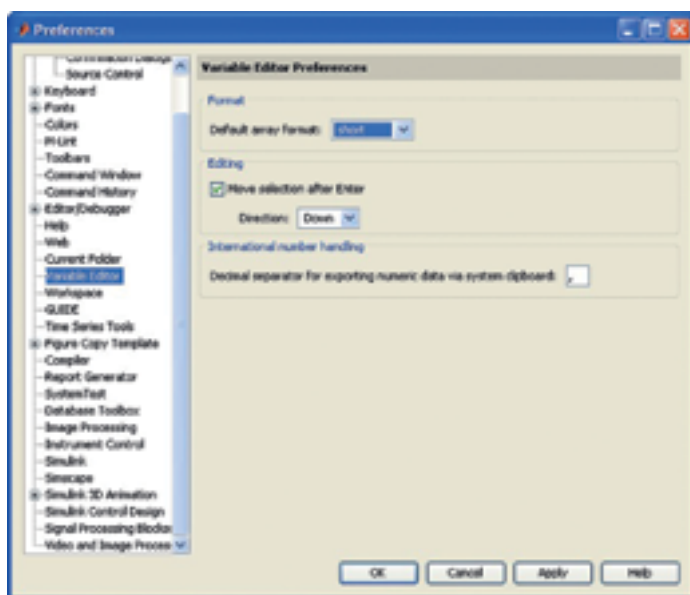 Preferences
Confirmation Dialogs
Source Control
Keyboard
Fonts
Colors
M-Lint
Toolbars
Command Window
Command History
Editor/Debugger
Help
Web
Current Folder
Variable Editor
Workspace
GUIDE
Time Series Tools
Figure Copy Template
Compiler
Report Generator
SystemTest
Database Toolbox
Image Processing
Instrument Control
Simulink
Simscape
Simulink 3D Animation
Simulink Control Design
Signal Processing Blockse
Video and Image Process
Variable Editor Preferences
Format
Default array format: short
Editing
Move selection after Enter
Direction: Down
International number handling
Decimal separator for exporting numeric data via system clipboard: ,
OK Cancel Apply Help